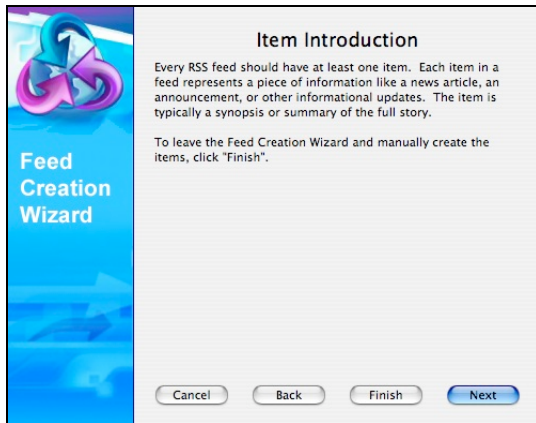 Item Introduction
Every RSS feed should have at least one item.  Each item in a
feed represents a piece of information like a news article, an
announcement, or other informational updates.  The item is
typically a synopsis or summary of the full story.
To leave the Feed Creation Wizard and manually create the
items, click "Finish".
Feed
Creation
Wizard
Cancel
Back
Finish
Next